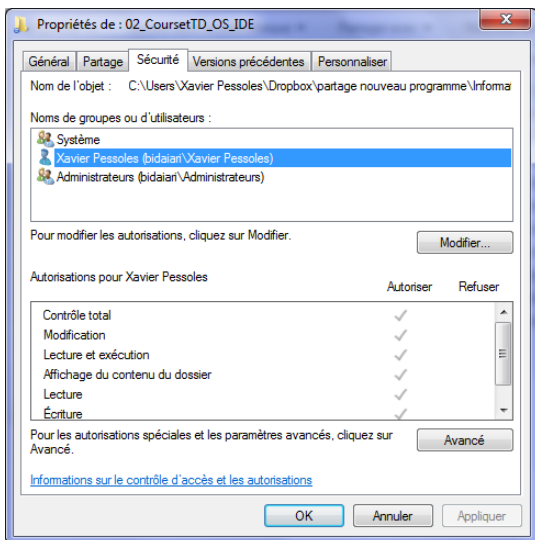 Propriétés de : 02_CoursetTD_OS_IDE
Général Partage Sécurité Versions précédentes Personnaliser
Nom de l'objet : C:\Users\Xavier Pessoles\Dropbox\partage nouveau programme\Informat
Noms de groupes ou d'utilisateurs :
Système
Xavier Pessoles (bidaiari\Xavier Pessoles)
Administrateurs (bidaiari\Administrateurs)
Pour modifier les autorisations, cliquez sur Modifier.
Modifier...
Autorisations pour Xavier Pessoles
Autoriser Refuser
Contrôle total
Modification
Lecture et exécution
Affichage du contenu du dossier
Lecture
Écriture
Pour les autorisations spéciales et les paramètres avancés, cliquez sur
Avancé.
Avancé
Informations sur le contrôle d'accès et les autorisations
OK Annuler Appliquer